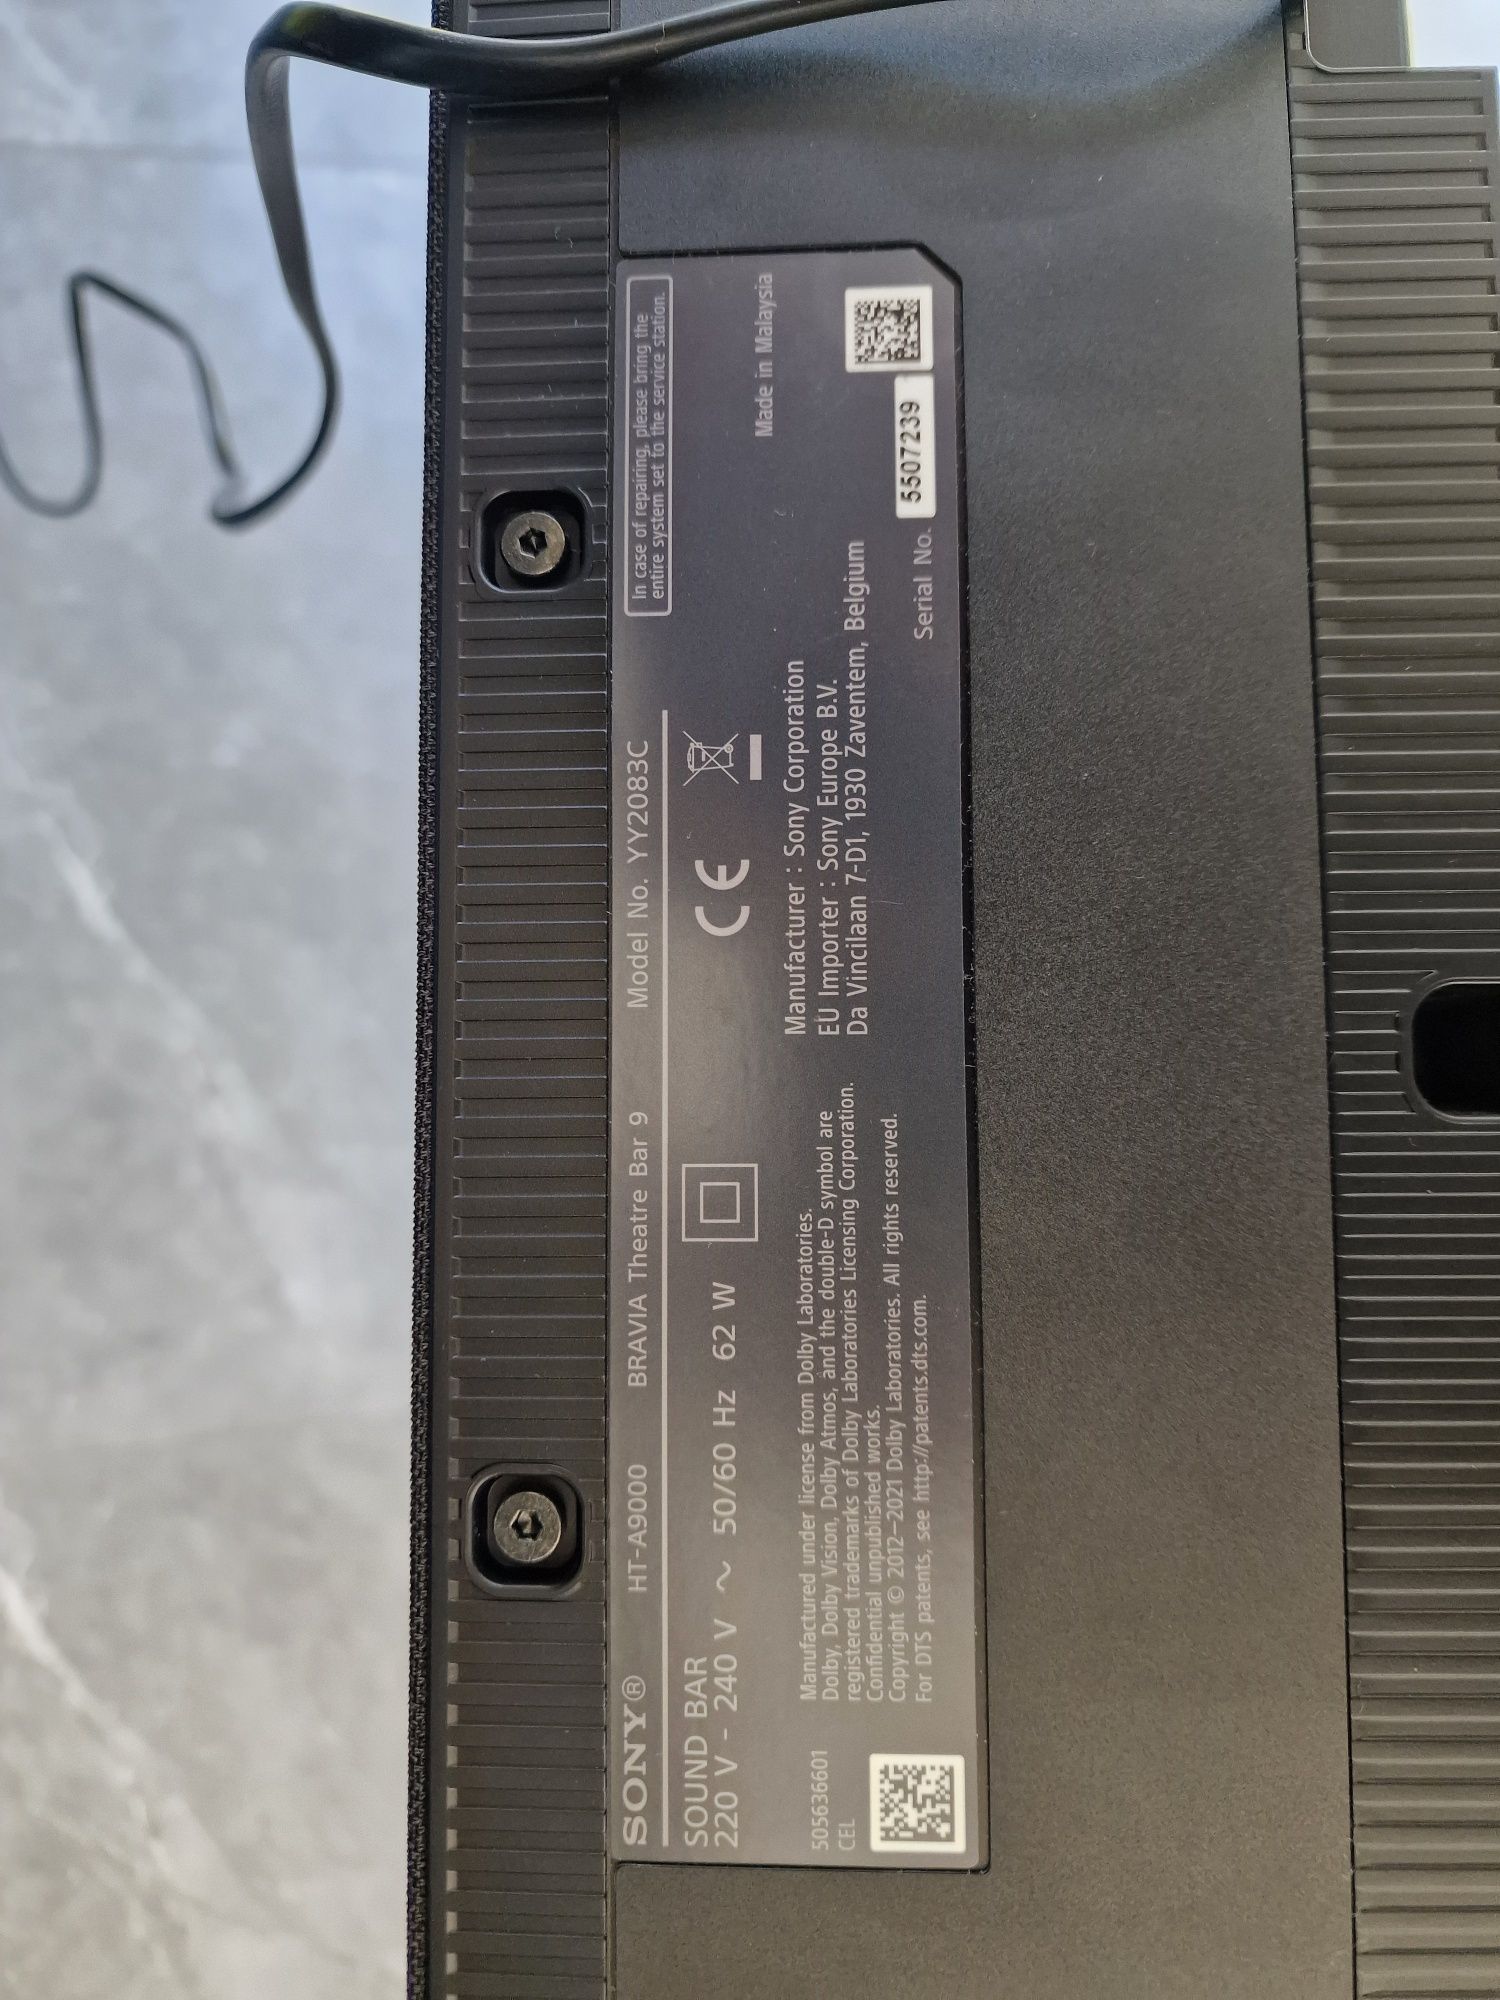 SONY® HT-A9000 BRAVIA Theatre Bar 9 Model No. YY2083C
In case of repairing, please bring the
entire system set to the service station.
SOUND BAR
220 V - 240 V ~ 50/60 Hz 62 W
CE
Made in Malaysia
505636601
CEL
Manufactured under license from Dolby Laboratories.
Dolby, Dolby Vision, Dolby Atmos, and the double-D symbol are
registered trademarks of Dolby Laboratories Licensing Corporation.
Confidential unpublished works.
Copyright © 2012–2021 Dolby Laboratories. All rights reserved.
For DTS patents, see http://patents.dts.com.
Manufacturer : Sony Corporation
EU Importer : Sony Europe B.V.
Da Vincilaan 7-D1, 1930 Zaventem, Belgium
Serial No. 5507239